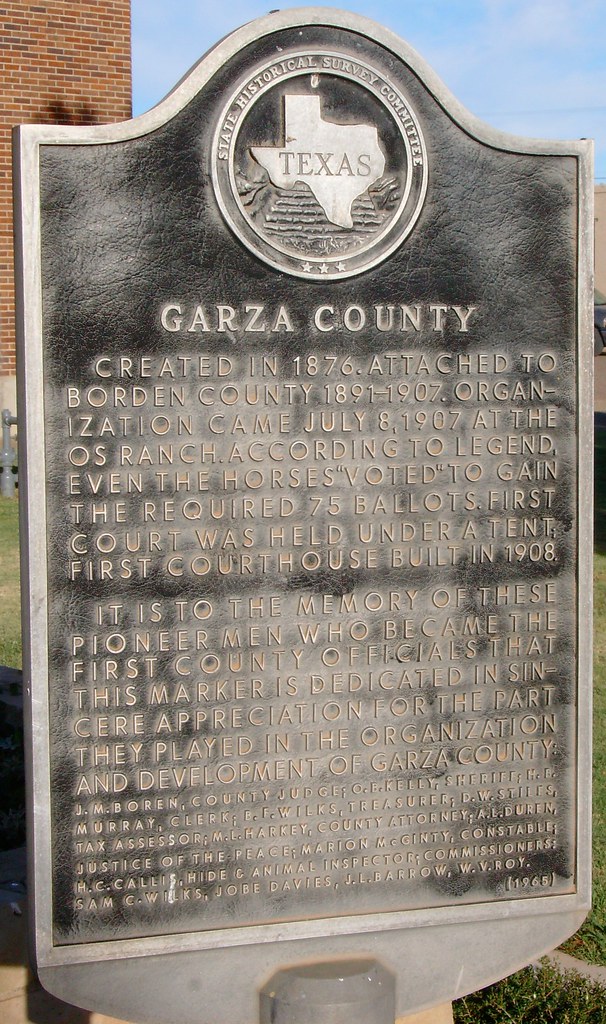 STATE HISTORICAL SURVEY COMMITTEE
TEXAS
GARZA COUNTY
CREATED IN 1876. ATTACHED TO
BORDEN COUNTY 1891-1907. ORGAN-
IZATION CAME JULY 8, 1907 AT THE
OS RANCH. ACCORDING TO LEGEND,
EVEN THE HORSES "VOTED" TO GAIN
THE REQUIRED 75 BALLOTS. FIRST
COURT WAS HELD UNDER A TENT;
FIRST COURTHOUSE BUILT IN 1908.
IT IS TO THE MEMORY OF THESE
PIONEER MEN WHO BECAME THE
FIRST COUNTY OFFICIALS THAT
THIS MARKER IS DEDICATED IN SIN-
CERE APPRECIATION FOR THE PART
THEY PLAYED IN THE ORGANIZATION
AND DEVELOPMENT OF GARZA COUNTY:
J. M. BOREN, COUNTY JUDGE; O. B. KELLY, SHERIFF; H. E.
MURRAY, CLERK; B. F. WILKS, TREASURER; D. W. STILES,
TAX ASSESSOR; M. L. HARKEY, COUNTY ATTORNEY; A. L. DUREN,
JUSTICE OF THE PEACE; MARION McGINTY, CONSTABLE;
H. C. CALLIS, HIDE & ANIMAL INSPECTOR; COMMISSIONERS:
SAM C. WILKS, JOBE DAVIES, J. L. BARROW, W. V. ROY.
(1965)